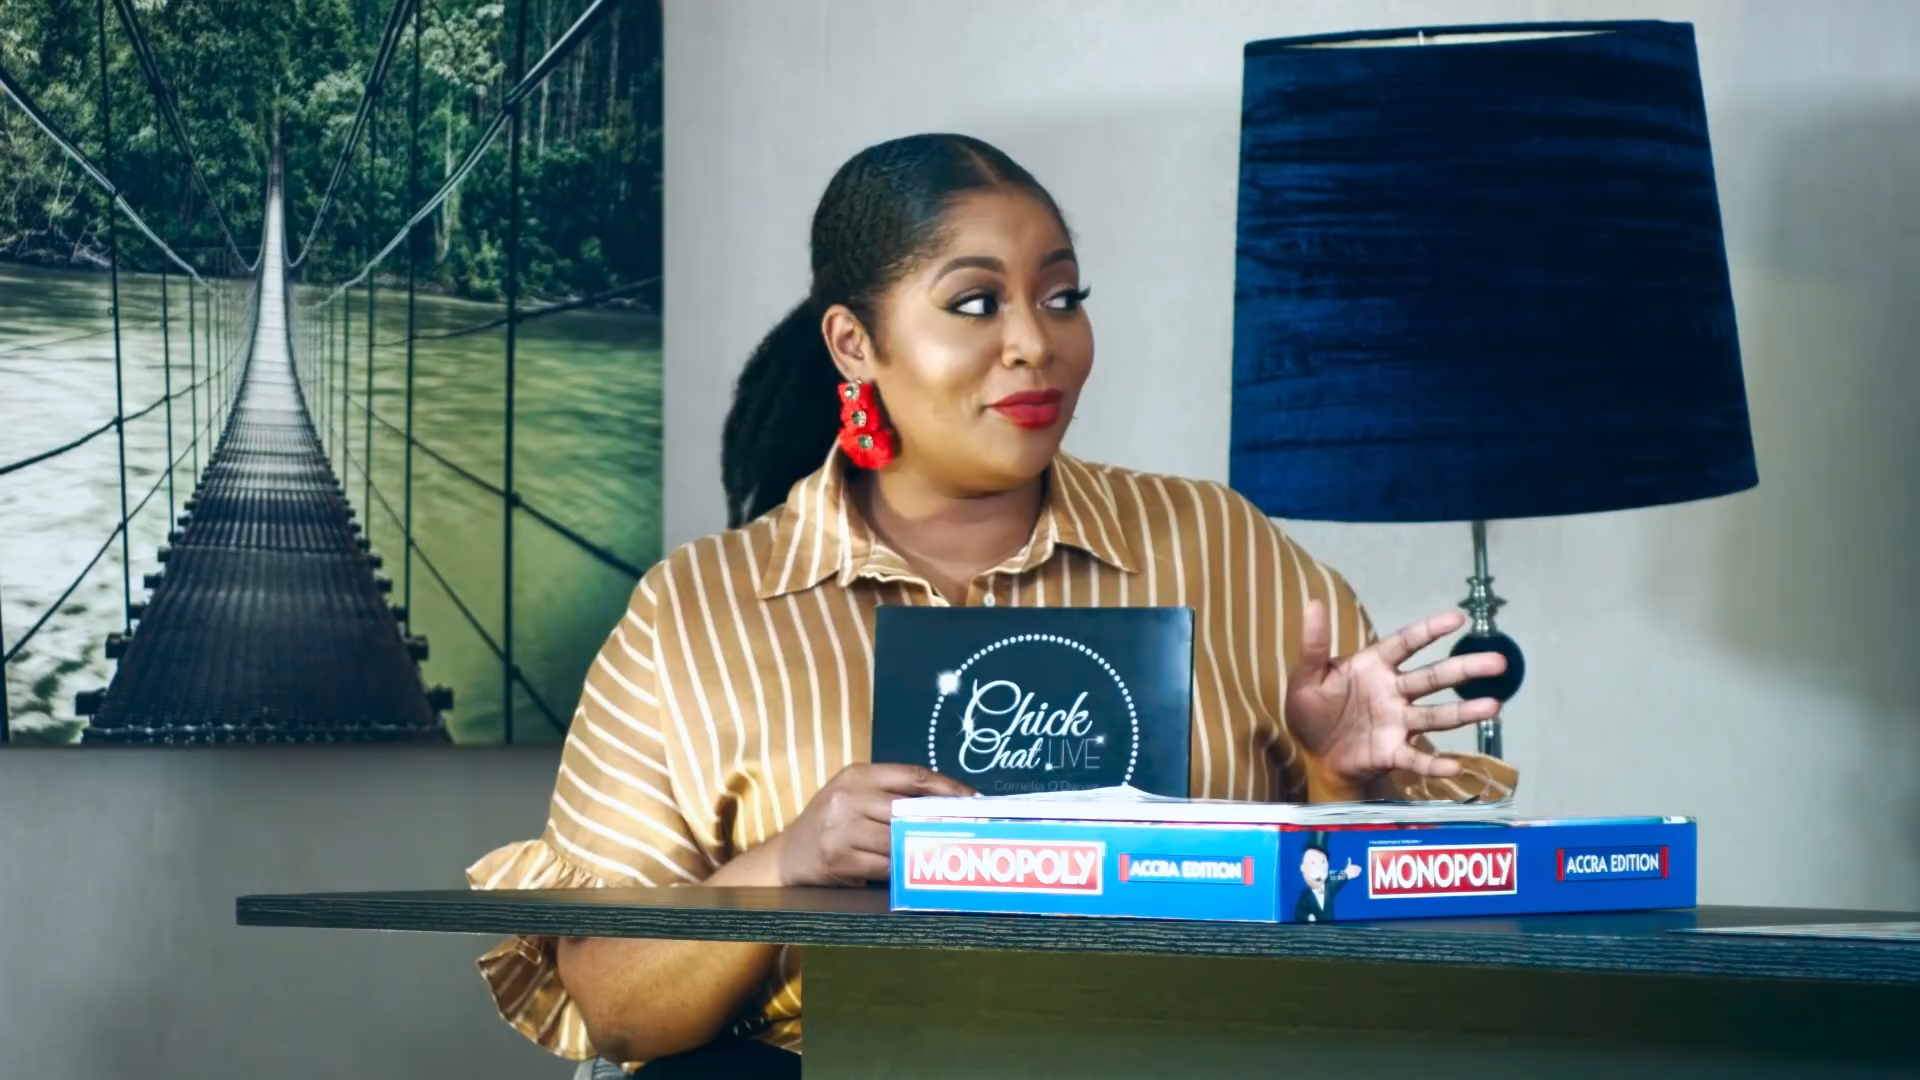 Chick
Chat LIVE
MONOPOLY
ACCRA EDITION
MONOPOLY
ACCRA EDITION